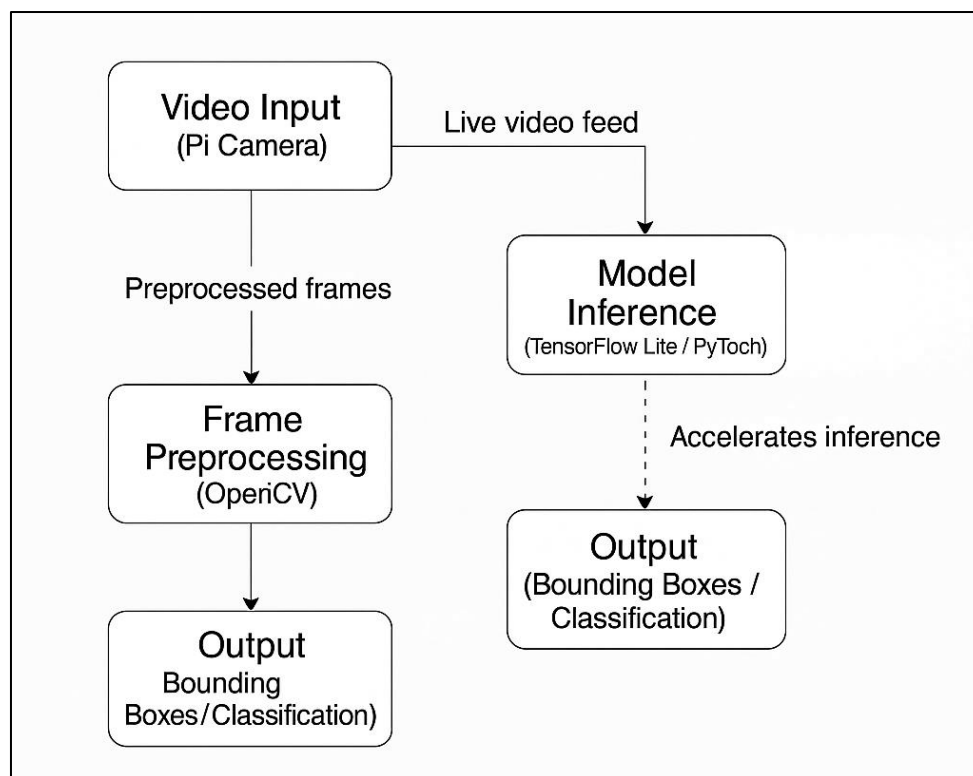 Video Input
(Pi Camera)
Live video feed
Preprocessed frames
Model
Inference
(TensorFlow Lite / PyToch)
Frame
Preprocessing
(OperiCV)
Accelerates inference
Output
(Bounding Boxes /
Classification)
Output
Bounding
Boxes/Classification)